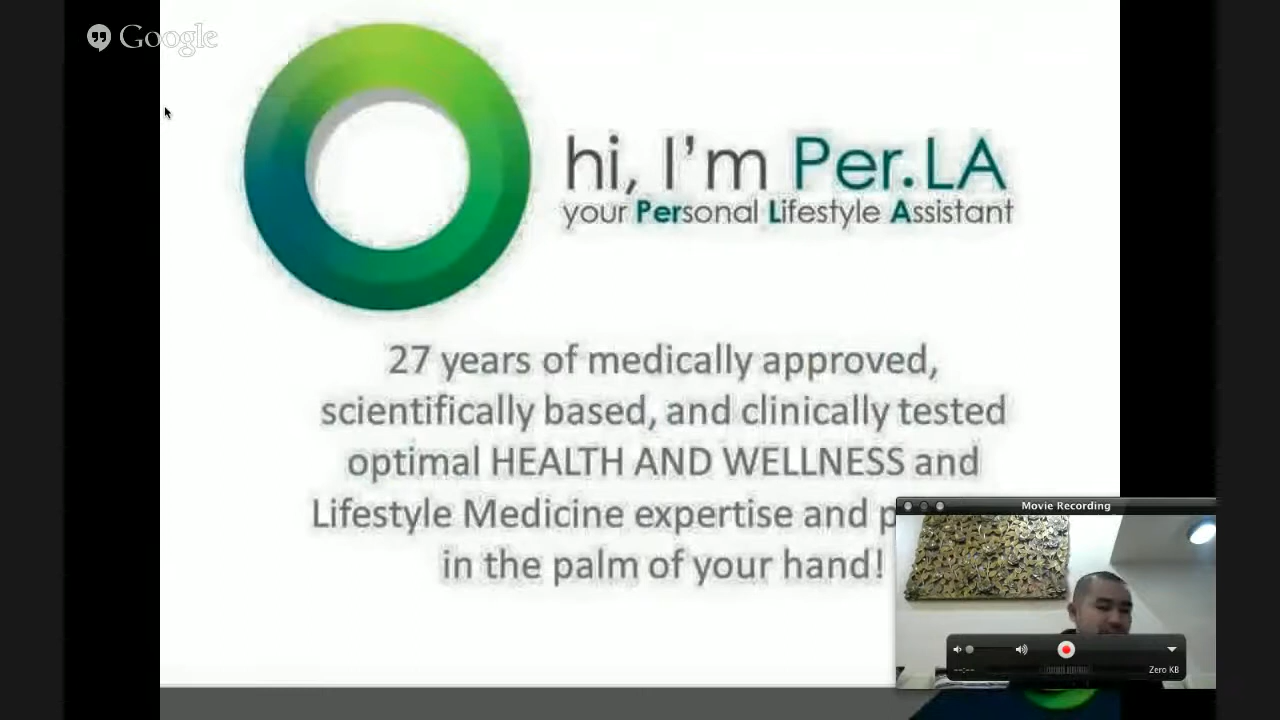 Google
hi, I'm Per.LA
your Personal Lifestyle Assistant
27 years of medically approved,
scientifically based, and clinically tested
optimal HEALTH AND WELLNESS and
Lifestyle Medicine expertise and
in the palm of your hand!
Movie Recording
--:--
Zero KB